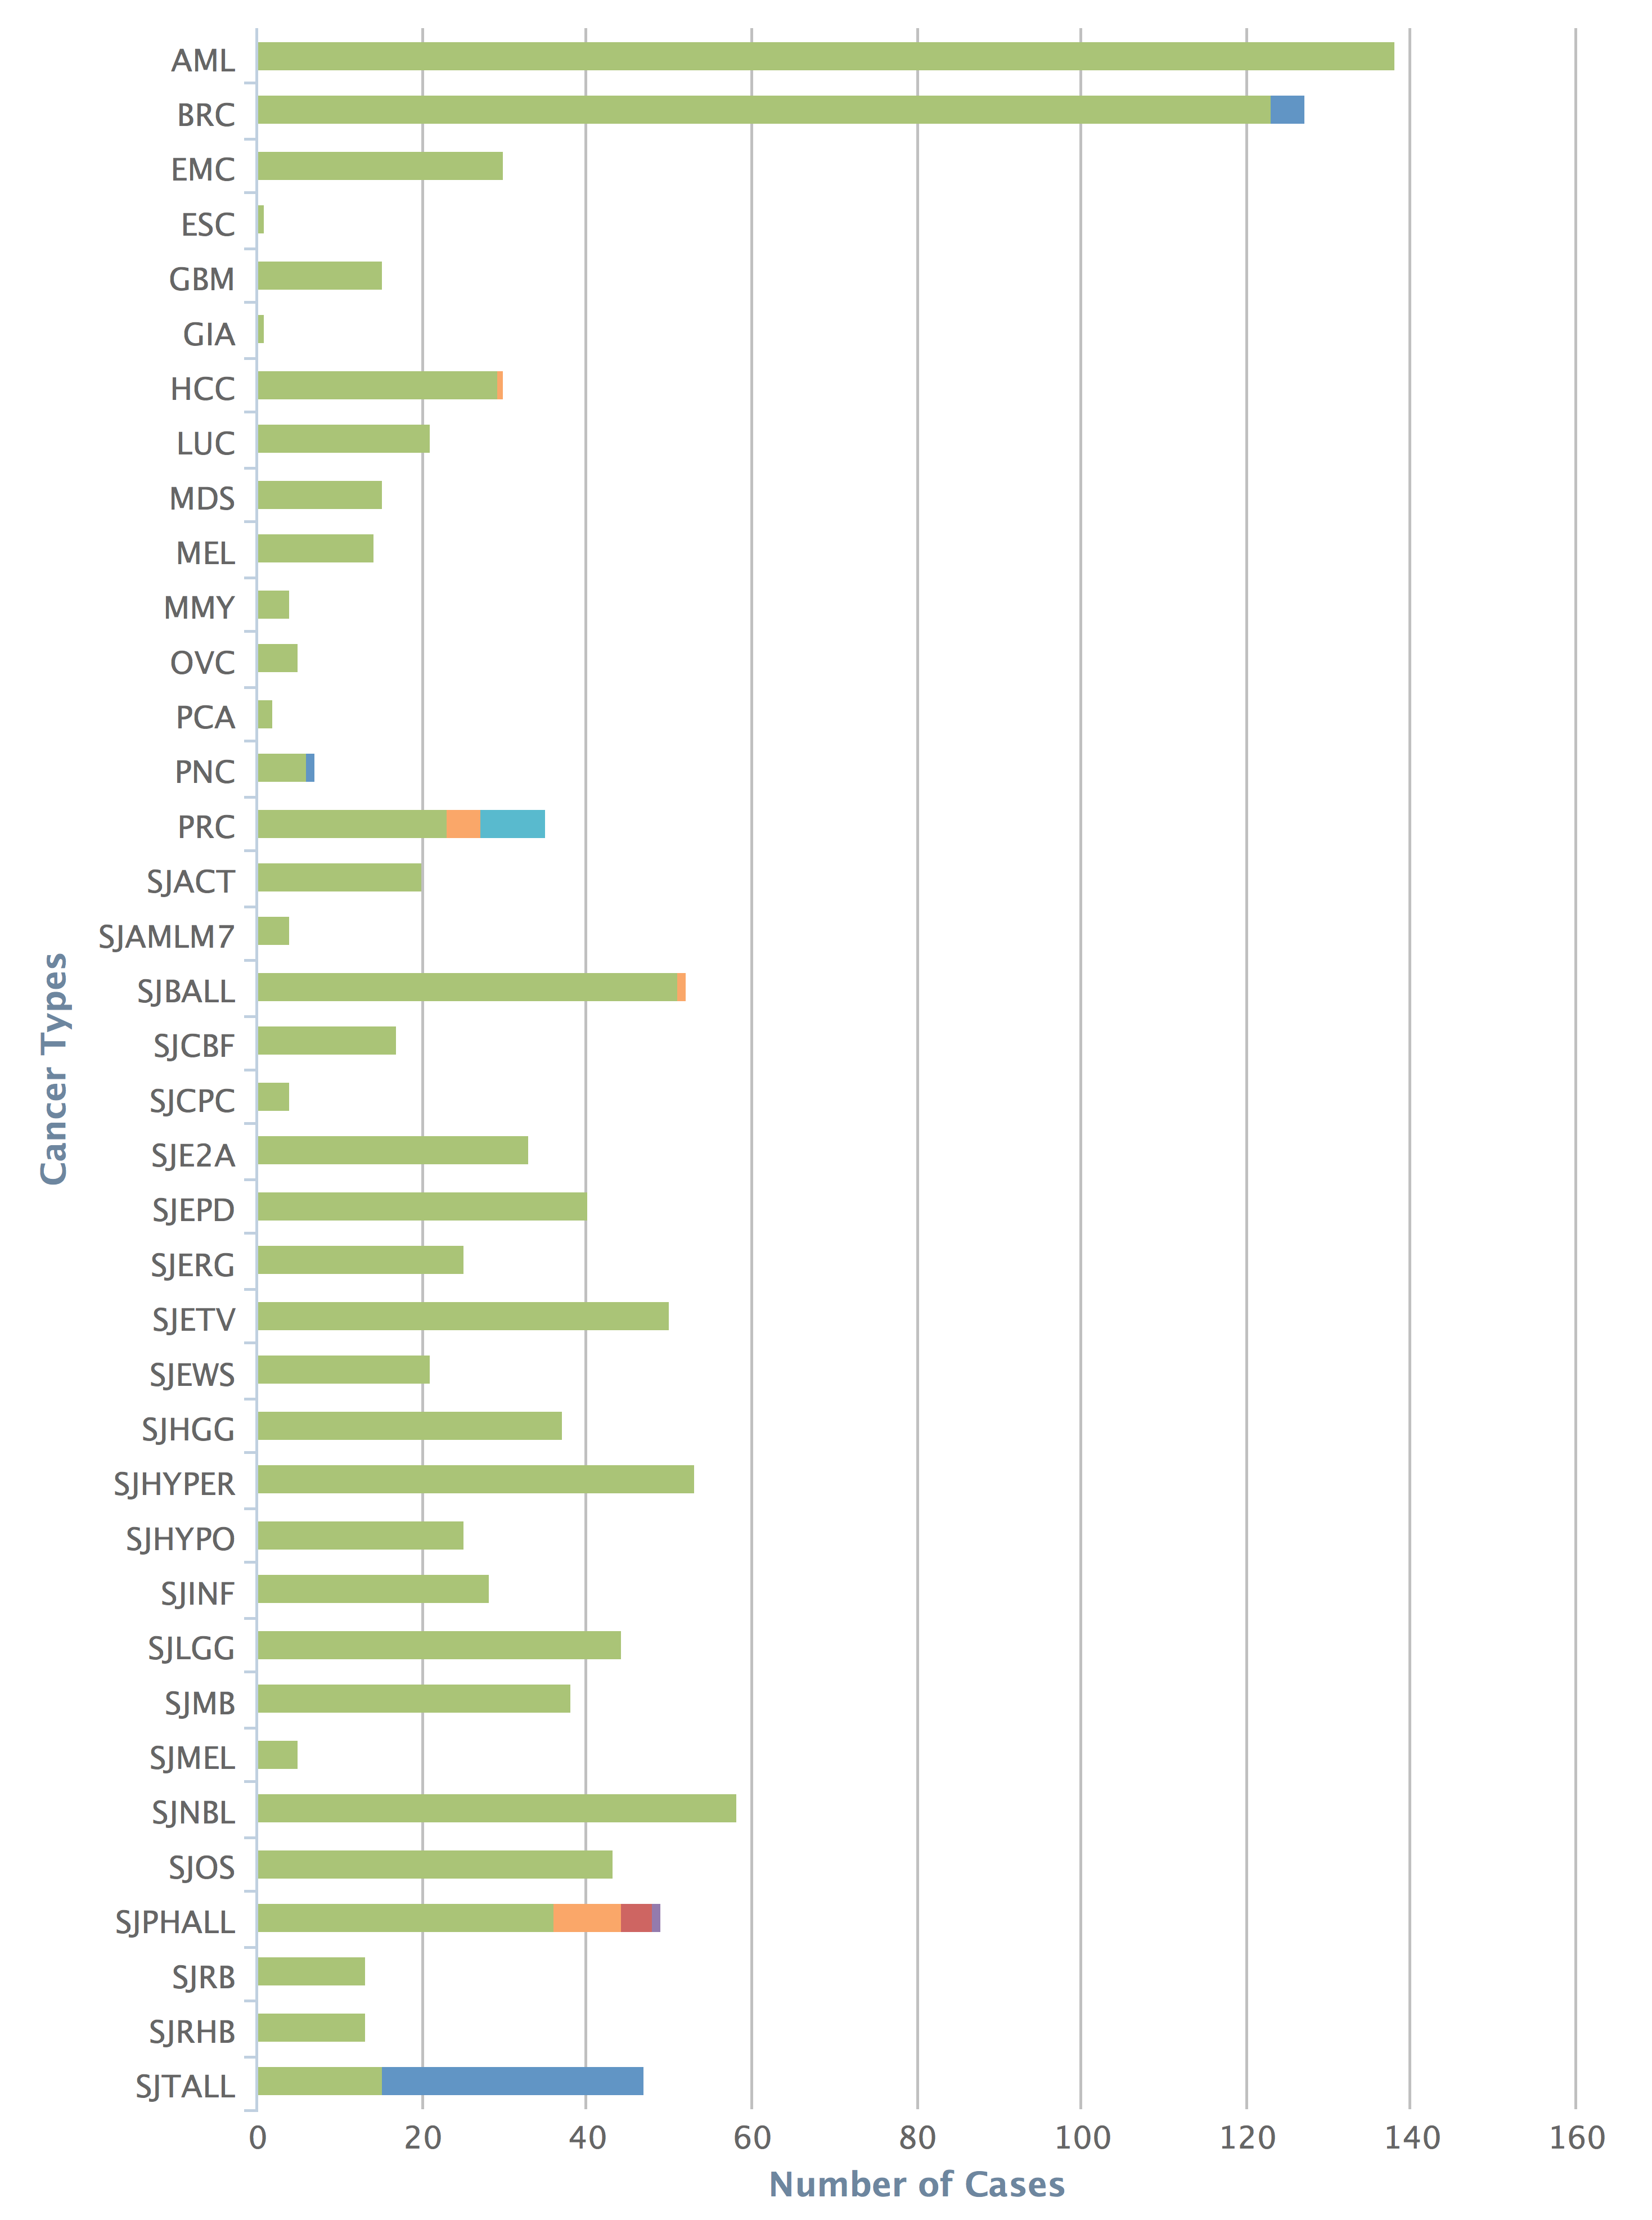 AML
BRC
EMC
ESC
GBM
GIA
HCC
LUC
MDS
MEL
MMY
OVC
PCA
PNC
PRC
SJACT
SJAMLM7
SJBALL
SJCBF
SJCPC
SJE2A
SJEPD
SJERG
SJETV
SJEWS
SJHGG
SJHYPER
SJHYPO
SJINF
SJLGG
SJMB
SJMEL
SJNBL
SJOS
SJPHALL
SJRB
SJRHB
SJTALL
Cancer Types
0 20 40 60 80 100 120 140 160
Number of Cases